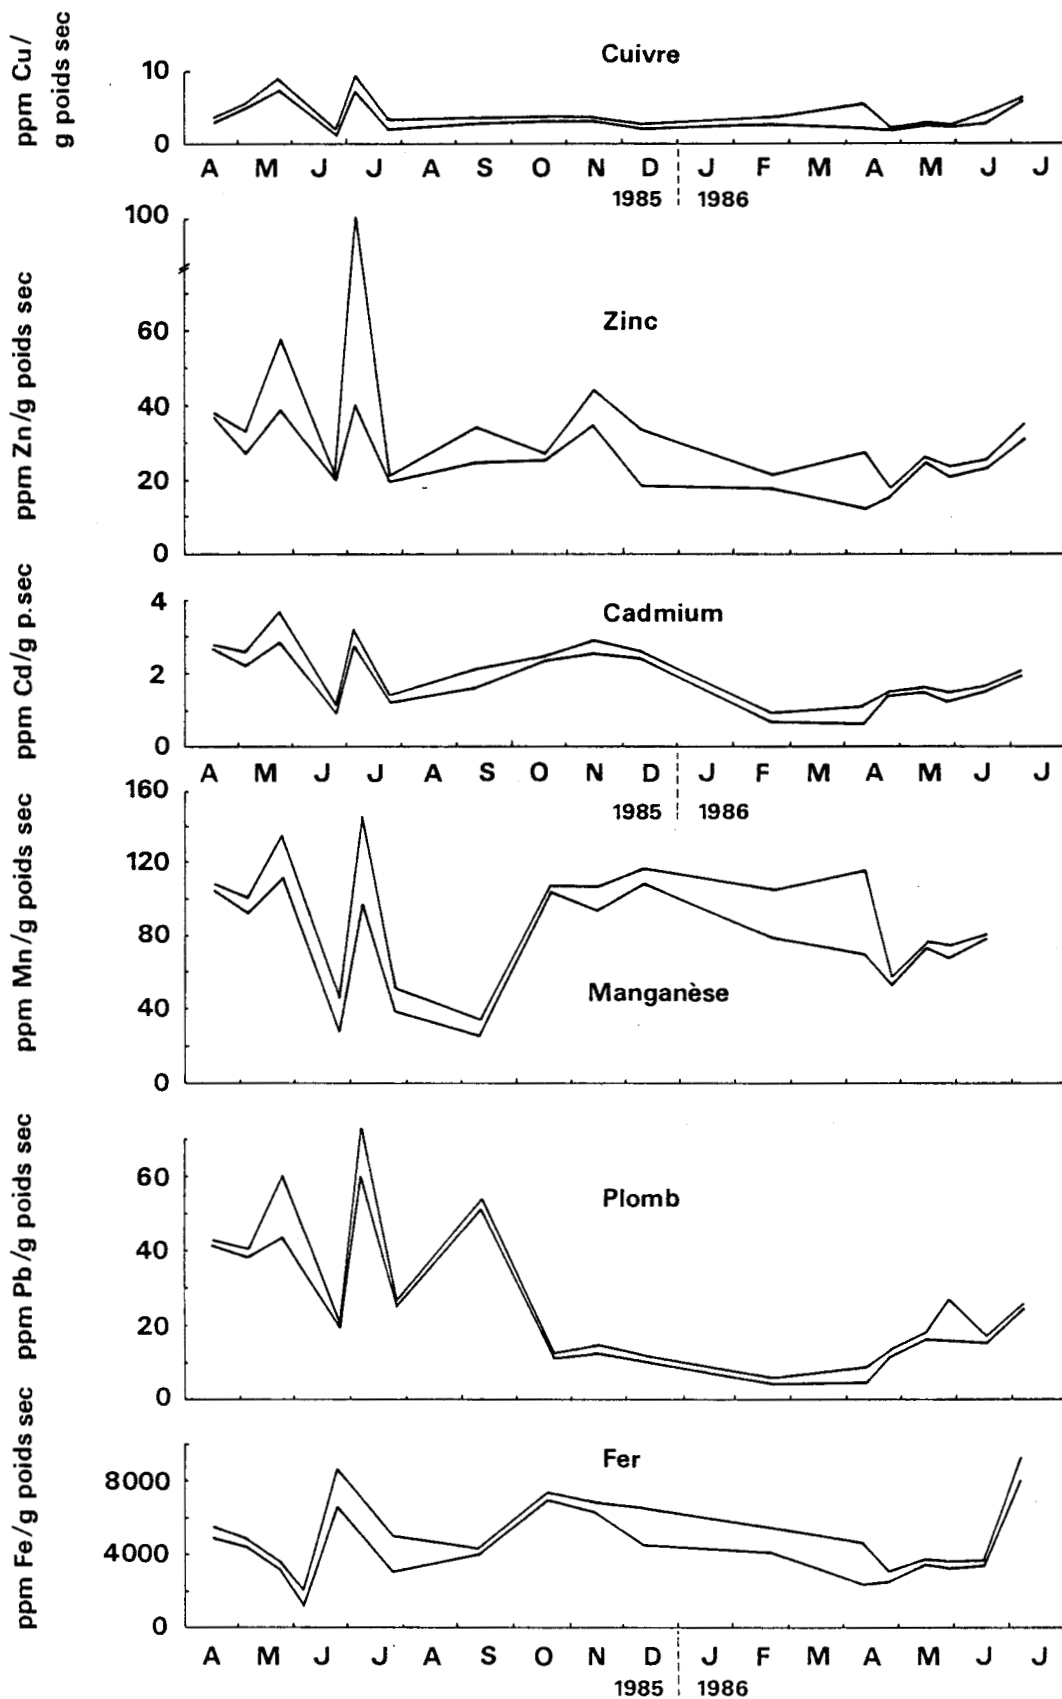 ppm Cu/
g poids sec
Cuivre
10
0
A M J J A S O N D J F M A M J J
1985 1986
ppm Zn/g poids sec
Zinc
100
60
40
20
0
ppm Cd/g p.sec
Cadmium
4
2
0
A M J J A S O N D J F M A M J J
1985 1986
ppm Mn/g poids sec
160
120
80
40
0
Manganèse
ppm Pb/g poids sec
Plomb
60
40
20
0
ppm Fe/g poids sec
Fer
8000
4000
0
A M J J A S O N D J F M A M J J
1985 1986